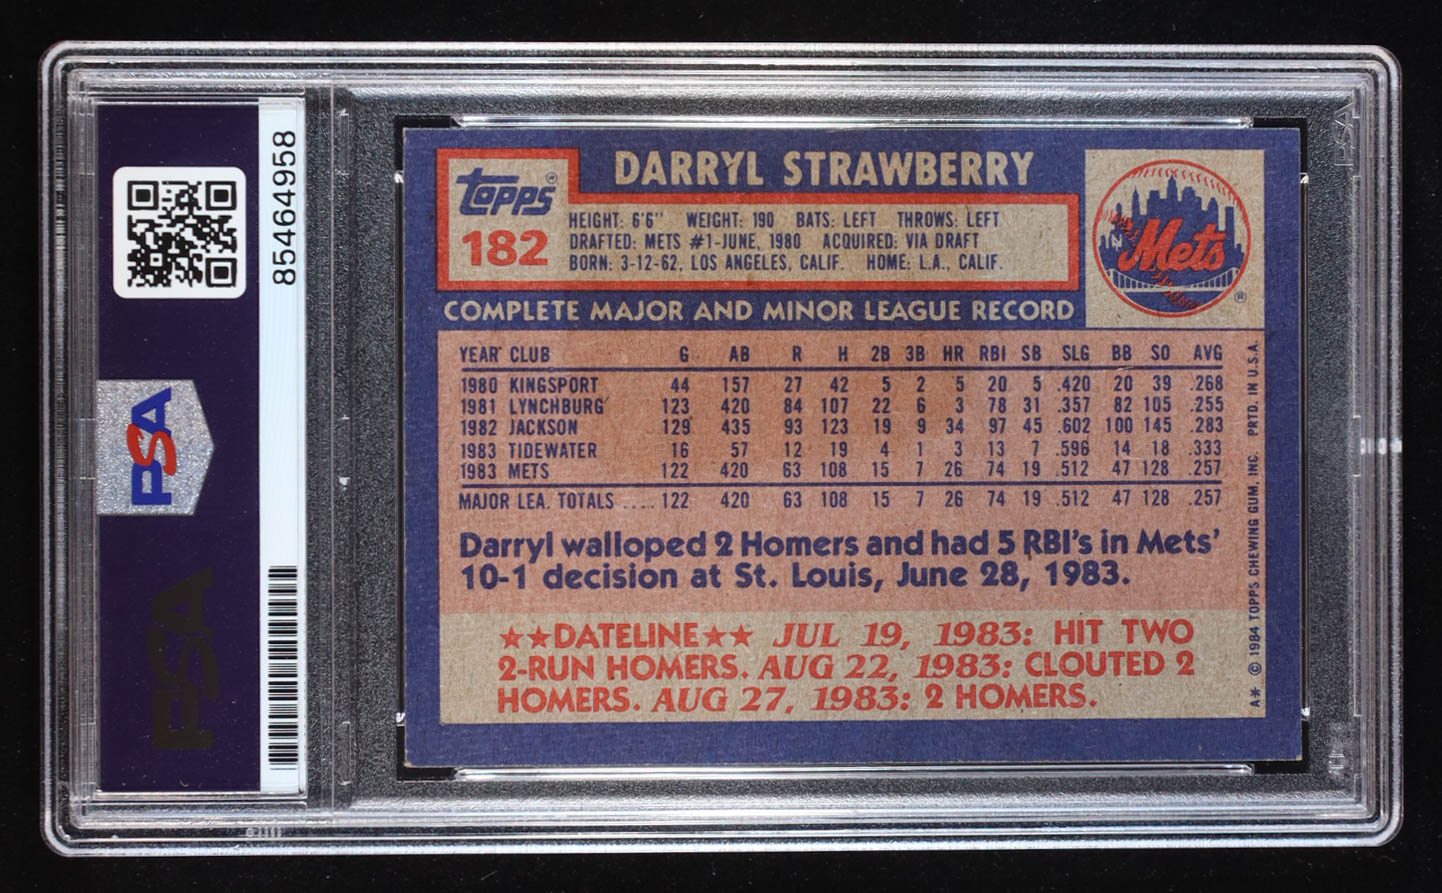 85464958
PSA
PSA
topps®
182
DARRYL STRAWBERRY
HEIGHT: 6'6" WEIGHT: 190 BATS: LEFT THROWS: LEFT
DRAFTED: METS #1-JUNE, 1980 ACQUIRED: VIA DRAFT
BORN: 3-12-62, LOS ANGELES, CALIF. HOME: L.A., CALIF.
Mets
®
COMPLETE MAJOR AND MINOR LEAGUE RECORD
YEAR CLUB G AB R H 2B 3B HR RBI SB SLG BB SO AVG
1980 KINGSPORT 44 157 27 42 5 2 5 20 5 .420 20 39 .268
1981 LYNCHBURG 123 420 84 107 22 6 3 78 31 .357 82 105 .255
1982 JACKSON 129 435 93 123 19 9 34 97 45 .602 100 145 .283
1983 TIDEWATER 16 57 12 19 4 1 3 13 7 .596 14 18 .333
1983 METS 122 420 63 108 15 7 26 74 19 .512 47 128 .257
MAJOR LEA. TOTALS .... 122 420 63 108 15 7 26 74 19 .512 47 128 .257
Darryl walloped 2 Homers and had 5 RBI's in Mets'
10-1 decision at St. Louis, June 28, 1983.
★★DATELINE★★ JUL 19, 1983: HIT TWO
2-RUN HOMERS. AUG 22, 1983: CLOUTED 2
HOMERS. AUG 27, 1983: 2 HOMERS.
A* © 1984 TOPPS CHEWING GUM, INC. PRTD. IN U.S.A.
PSA